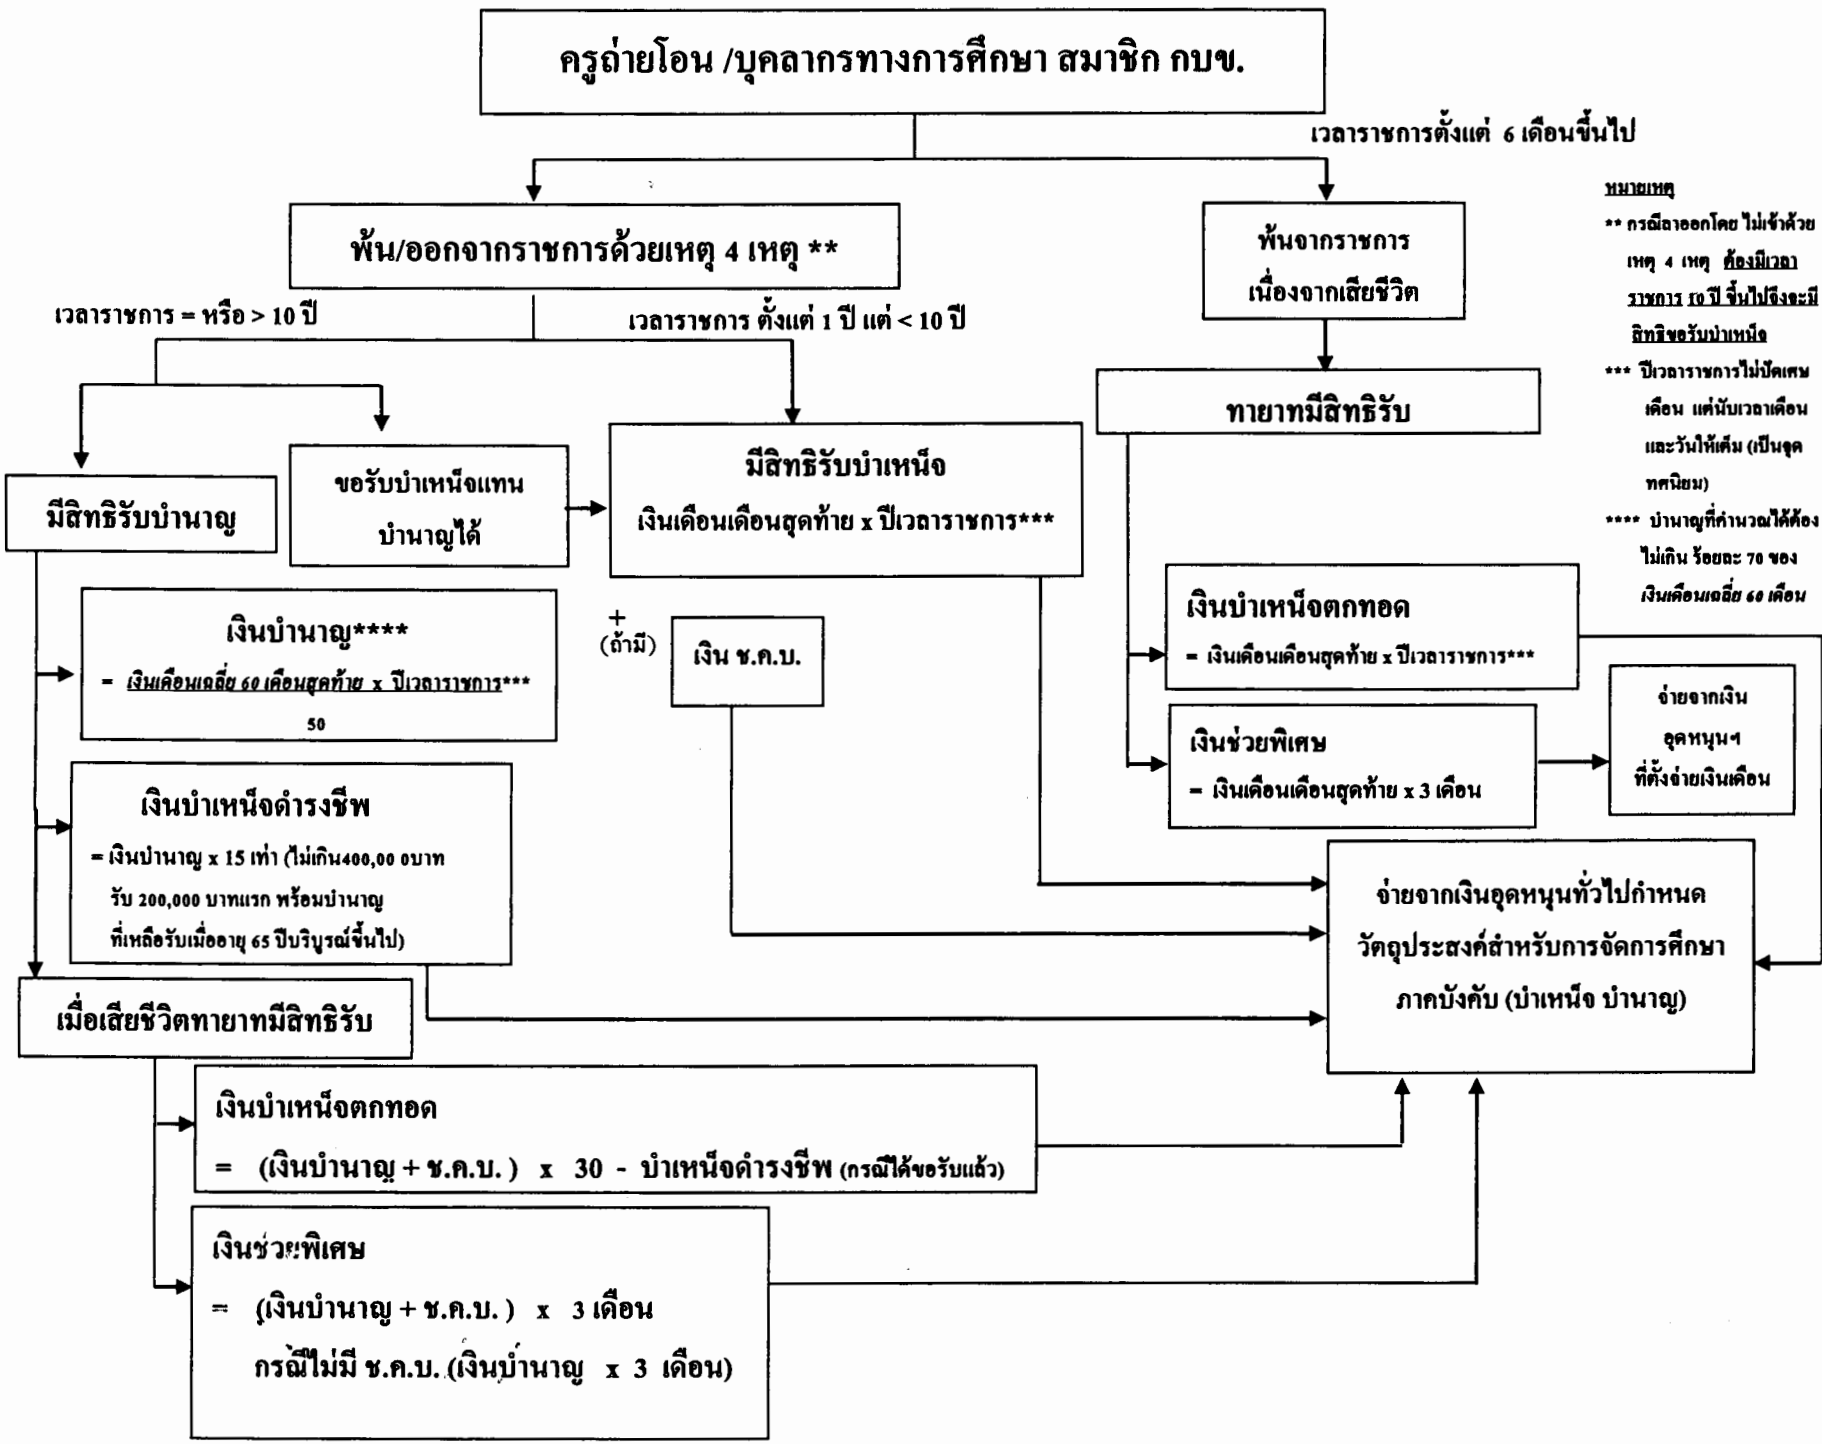 ครูถ่ายโอน /บุคลากรทางการศึกษา สมาชิก กบข.
เวลาราชการตั้งแต่ 6 เดือนขึ้นไป
พ้น/ออกจากราชการด้วยเหตุ 4 เหตุ **
พ้นจากราชการ
เนื่องจากเสียชีวิต
หมายเหตุ
** กรณีลาออกโดย ไม่เข้าด้วย
เหตุ 4 เหตุ ต้องมีเวลา
ราชการ 10 ปี ขึ้นไปจึงจะมี
สิทธิขอรับบำเหน็จ
*** ปีเวลาราชการไม่ปัดเศษ
เดือน แต่นับเวลาเดือน
และวันให้เต็ม (เป็นจุด
ทศนิยม)
**** บำนาญที่คำนวณได้ต้อง
ไม่เกิน ร้อยละ 70 ของ
เงินเดือนเฉลี่ย 60 เดือน
เวลาราชการ = หรือ > 10 ปี
เวลาราชการ ตั้งแต่ 1 ปี แต่ < 10 ปี
ทายาทมีสิทธิรับ
มีสิทธิรับบำนาญ
ขอรับบำเหน็จแทน
บำนาญได้
มีสิทธิรับบำเหน็จ
เงินเดือนเดือนสุดท้าย x ปีเวลาราชการ***
เงินบำนาญ****
= เงินเดือนเฉลี่ย 60 เดือนสุดท้าย x ปีเวลาราชการ***
50
+
(ถ้ามี)
เงิน ช.ค.บ.
เงินบำเหน็จตกทอด
= เงินเดือนเดือนสุดท้าย x ปีเวลาราชการ***
เงินช่วยพิเศษ
= เงินเดือนเดือนสุดท้าย x 3 เดือน
จ่ายจากเงิน
อุดหนุนฯ
ที่ตั้งจ่ายเงินเดือน
เงินบำเหน็จดำรงชีพ
= เงินบำนาญ x 15 เท่า (ไม่เกิน400,00 0บาท
รับ 200,000 บาทแรก พร้อมบำนาญ
ที่เหลือรับเมื่ออายุ 65 ปีบริบูรณ์ขึ้นไป)
จ่ายจากเงินอุดหนุนทั่วไปกำหนด
วัตถุประสงค์สำหรับการจัดการศึกษา
ภาคบังคับ (บำเหน็จ บำนาญ)
เมื่อเสียชีวิตทายาทมีสิทธิรับ
เงินบำเหน็จตกทอด
= (เงินบำนาญ + ช.ค.บ. ) x 30 - บำเหน็จดำรงชีพ (กรณีได้ขอรับแล้ว)
เงินช่วยพิเศษ
= (เงินบำนาญ + ช.ค.บ. ) x 3 เดือน
กรณีไม่มี ช.ค.บ. (เงินบำนาญ x 3 เดือน)